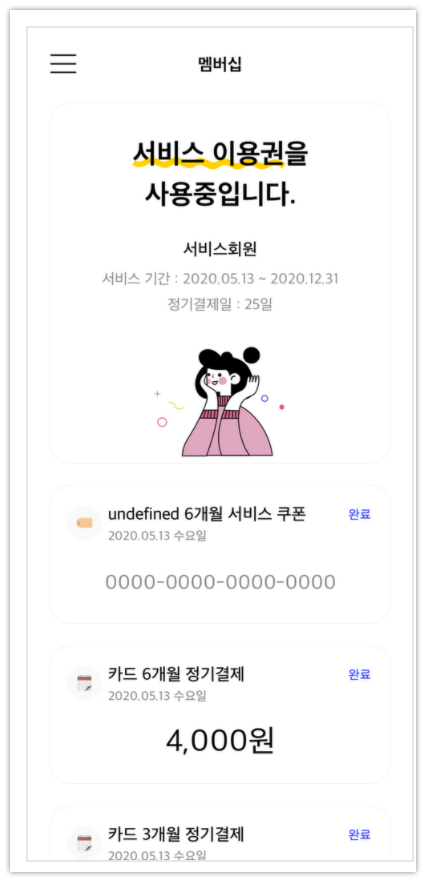 멤버십
서비스 이용권을
사용중입니다.
서비스회원
서비스 기간 : 2020.05.13 ~ 2020.12.31
정기결제일 : 25일
undefined 6개월 서비스 쿠폰
완료
2020.05.13 수요일
0000-0000-0000-0000
카드 6개월 정기결제
완료
2020.05.13 수요일
4,000원
카드 3개월 정기결제
완료
2020.05.13 수요일